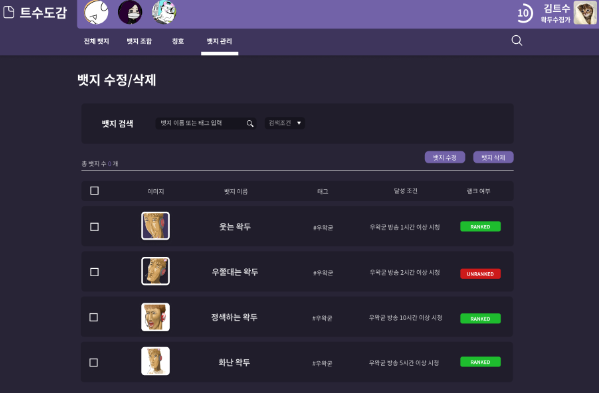 트수도감
10
김트수
왁두수집가
전체 뱃지 뱃지 조합 칭호 뱃지 관리
뱃지 수정/삭제
뱃지 검색 뱃지 이름 또는 태그 입력 검색조건
총 뱃지 수 0 개 뱃지 수정 뱃지 삭제
이미지 뱃지 이름 태그 달성 조건 랭크 여부
웃는 왁두 #우왁굳 우왁굳 방송 1시간 이상 시청 RANKED
우쭐대는 왁두 #우왁굳 우왁굳 방송 2시간 이상 시청 UNRANKED
정색하는 왁두 #우왁굳 우왁굳 방송 10시간 이상 시청 RANKED
화난 왁두 #우왁굳 우왁굳 방송 5시간 이상 시청 RANKED